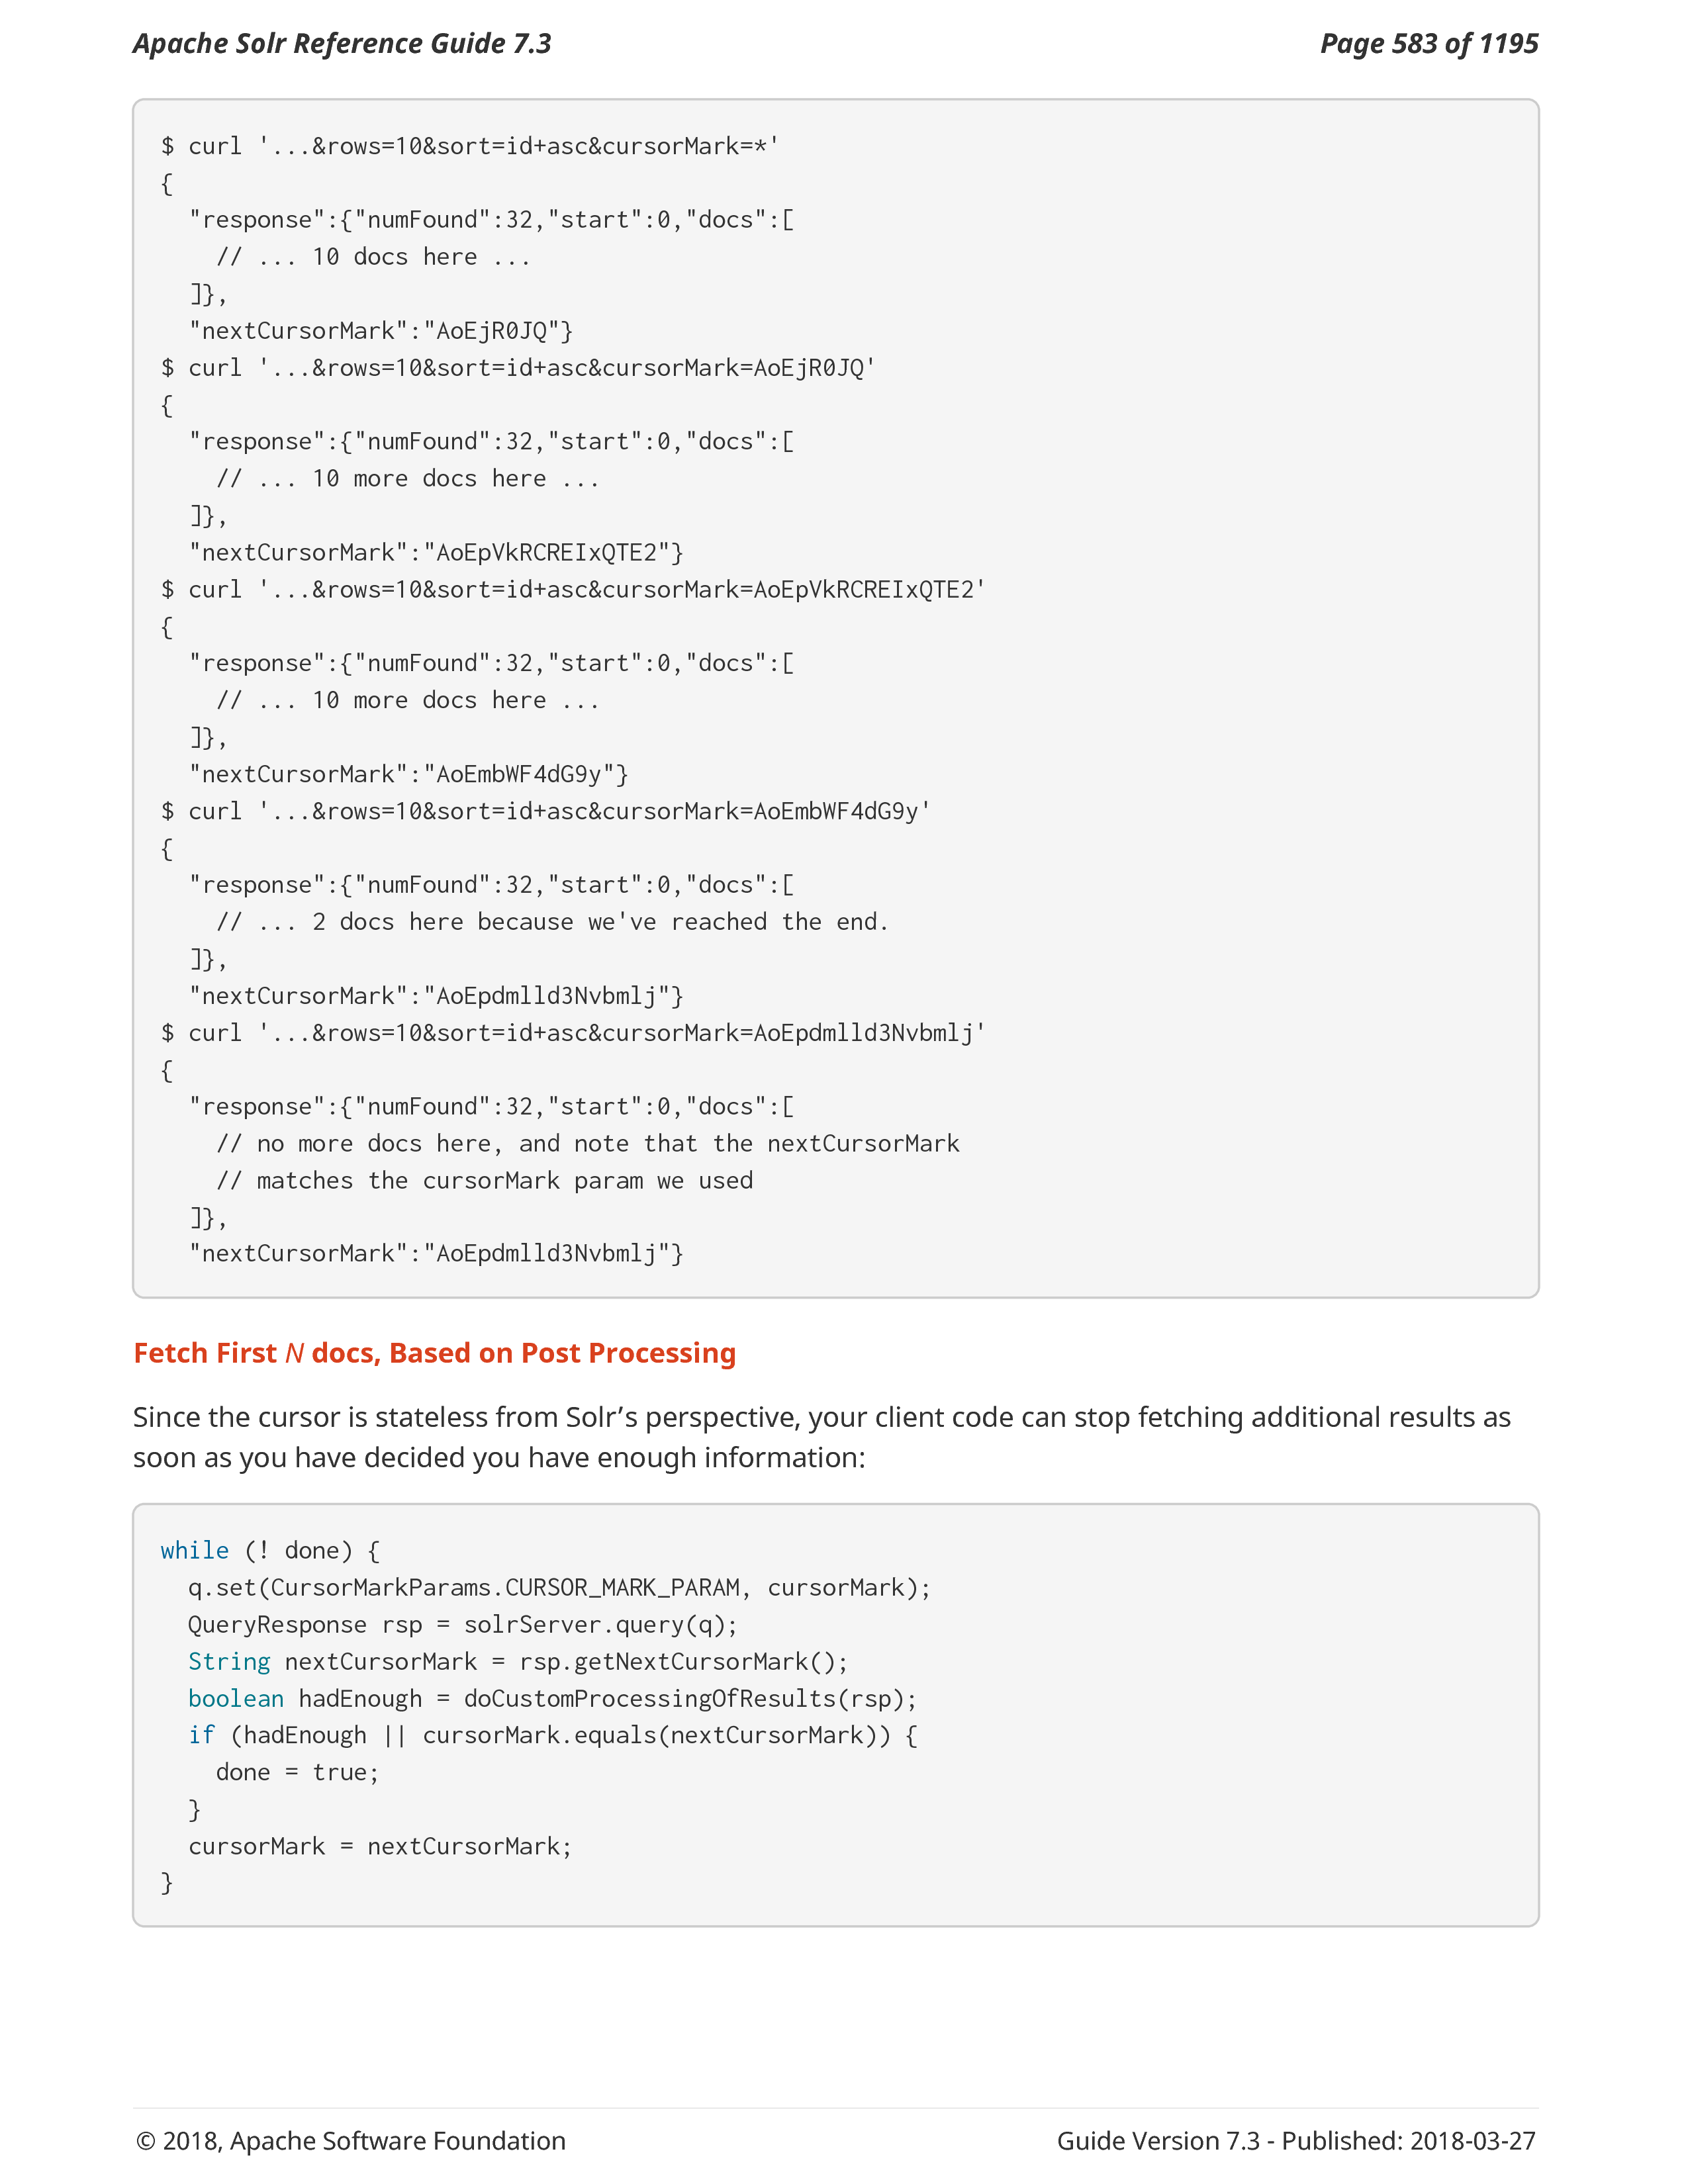 Apache Solr Reference Guide 7.3
Page 583 of 1195
$ curl '...&rows=10&sort=id+asc&cursorMark=*'
{
  "response":{"numFound":32,"start":0,"docs":[
    // ... 10 docs here ...
  ]},
  "nextCursorMark":"AoEjR0JQ"}
$ curl '...&rows=10&sort=id+asc&cursorMark=AoEjR0JQ'
{
  "response":{"numFound":32,"start":0,"docs":[
    // ... 10 more docs here ...
  ]},
  "nextCursorMark":"AoEpVkRCREIxQTE2"}
$ curl '...&rows=10&sort=id+asc&cursorMark=AoEpVkRCREIxQTE2'
{
  "response":{"numFound":32,"start":0,"docs":[
    // ... 10 more docs here ...
  ]},
  "nextCursorMark":"AoEmbWF4dG9y"}
$ curl '...&rows=10&sort=id+asc&cursorMark=AoEmbWF4dG9y'
{
  "response":{"numFound":32,"start":0,"docs":[
    // ... 2 docs here because we've reached the end.
  ]},
  "nextCursorMark":"AoEpdmlld3Nvbmlj"}
$ curl '...&rows=10&sort=id+asc&cursorMark=AoEpdmlld3Nvbmlj'
{
  "response":{"numFound":32,"start":0,"docs":[
    // no more docs here, and note that the nextCursorMark
    // matches the cursorMark param we used
  ]},
  "nextCursorMark":"AoEpdmlld3Nvbmlj"}
Fetch First N docs, Based on Post Processing
Since the cursor is stateless from Solr’s perspective, your client code can stop fetching additional results as
soon as you have decided you have enough information:
while (! done) {
  q.set(CursorMarkParams.CURSOR_MARK_PARAM, cursorMark);
  QueryResponse rsp = solrServer.query(q);
  String nextCursorMark = rsp.getNextCursorMark();
  boolean hadEnough = doCustomProcessingOfResults(rsp);
  if (hadEnough || cursorMark.equals(nextCursorMark)) {
    done = true;
  }
  cursorMark = nextCursorMark;
}
© 2018, Apache Software Foundation
Guide Version 7.3 - Published: 2018-03-27